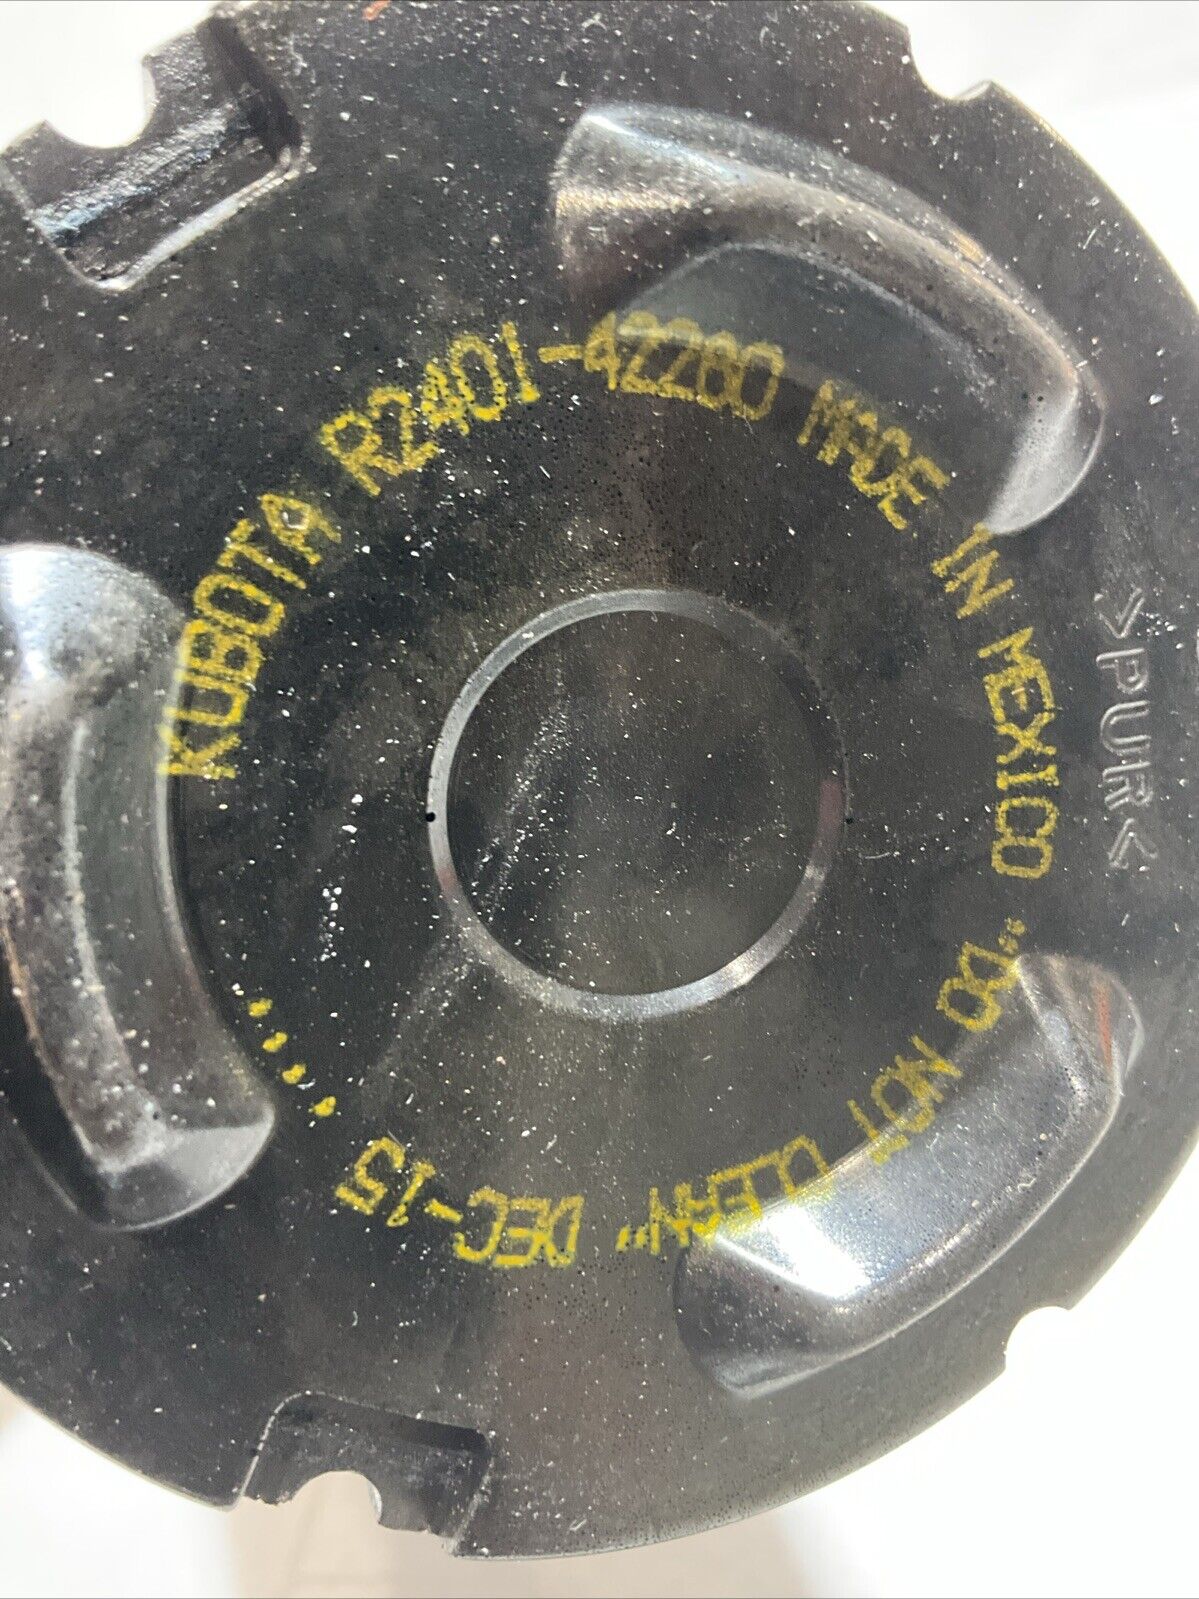 KUBOTA R2401-42280 MADE IN MEXICO "DO NOT CLEAN" DEC-15
>PUR<